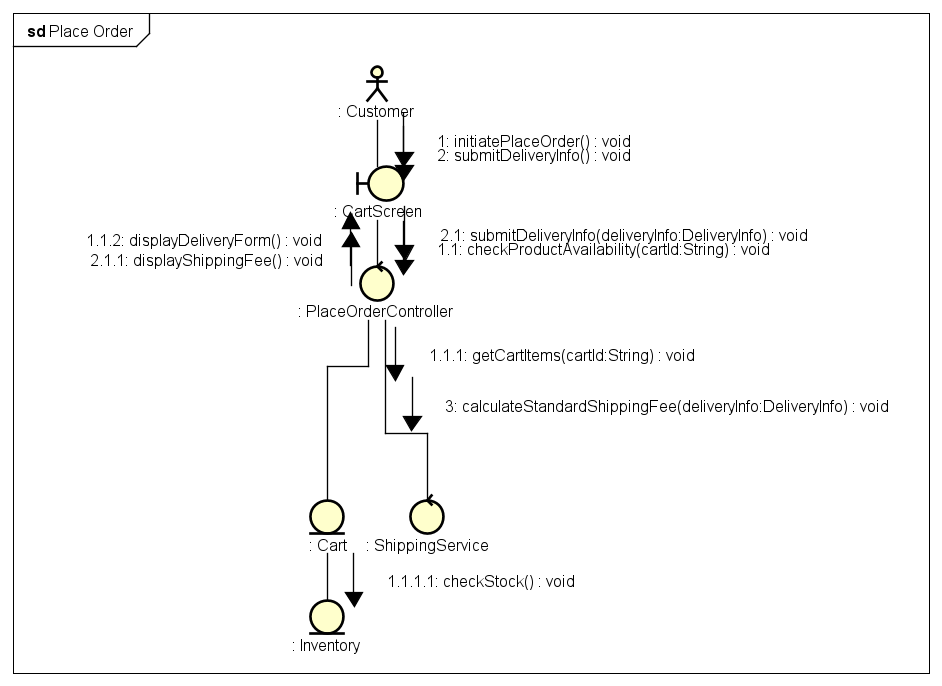 sd Place Order
: Customer
1: initiatePlaceOrder() : void
2: submitDeliveryInfo() : void
: CartScreen
1.1.2: displayDeliveryForm() : void
2.1.1: displayShippingFee() : void
2.1: submitDeliveryInfo(deliveryInfo:DeliveryInfo) : void
1.1: checkProductAvailability(cartId:String) : void
: PlaceOrderController
1.1.1: getCartItems(cartId:String) : void
3: calculateStandardShippingFee(deliveryInfo:DeliveryInfo) : void
: Cart
: ShippingService
1.1.1.1: checkStock() : void
: Inventory